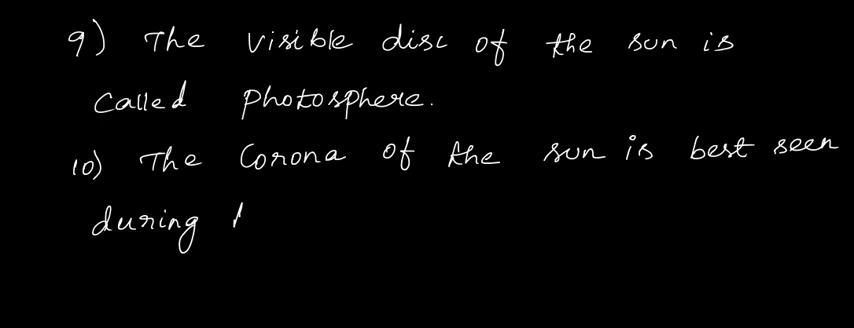 9) The visible disc of the sun is
called photosphere.
10) The Corona of the sun is best seen
during